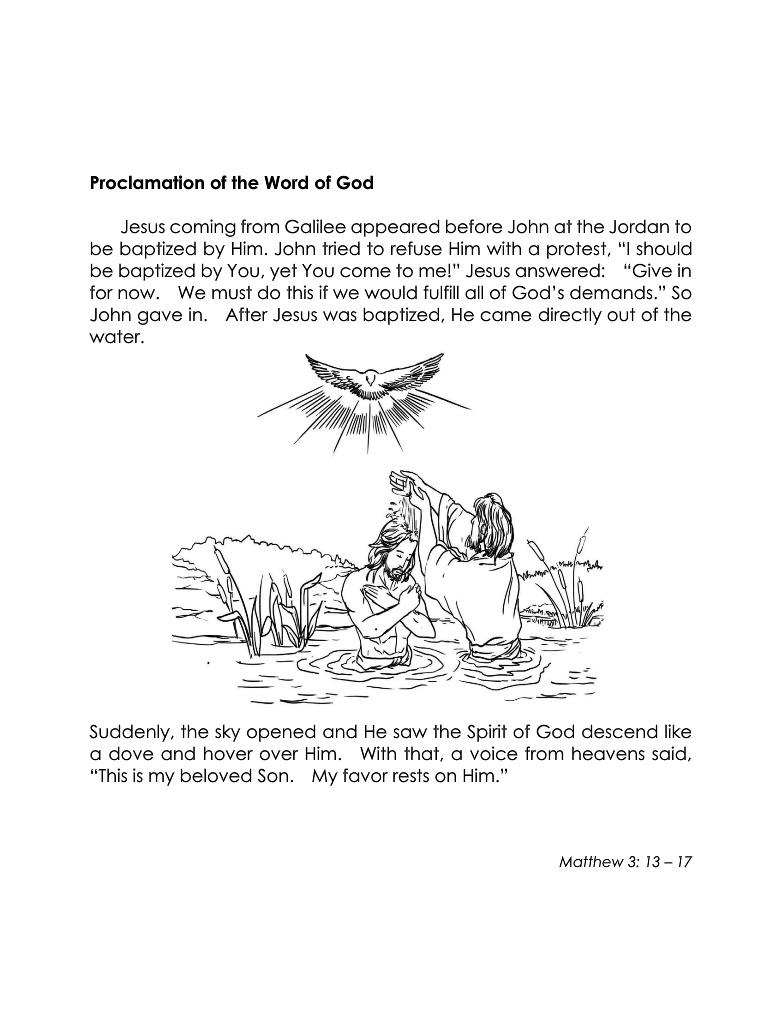 Proclamation of the Word of God
Jesus coming from Galilee appeared before John at the Jordan to
be baptized by Him. John tried to refuse Him with a protest, “I should
be baptized by You, yet You come to me!” Jesus answered: “Give in
for now. We must do this if we would fulfill all of God’s demands.” So
John gave in. After Jesus was baptized, He came directly out of the
water.
Suddenly, the sky opened and He saw the Spirit of God descend like
a dove and hover over Him. With that, a voice from heavens said,
“This is my beloved Son. My favor rests on Him.”
Matthew 3: 13 – 17